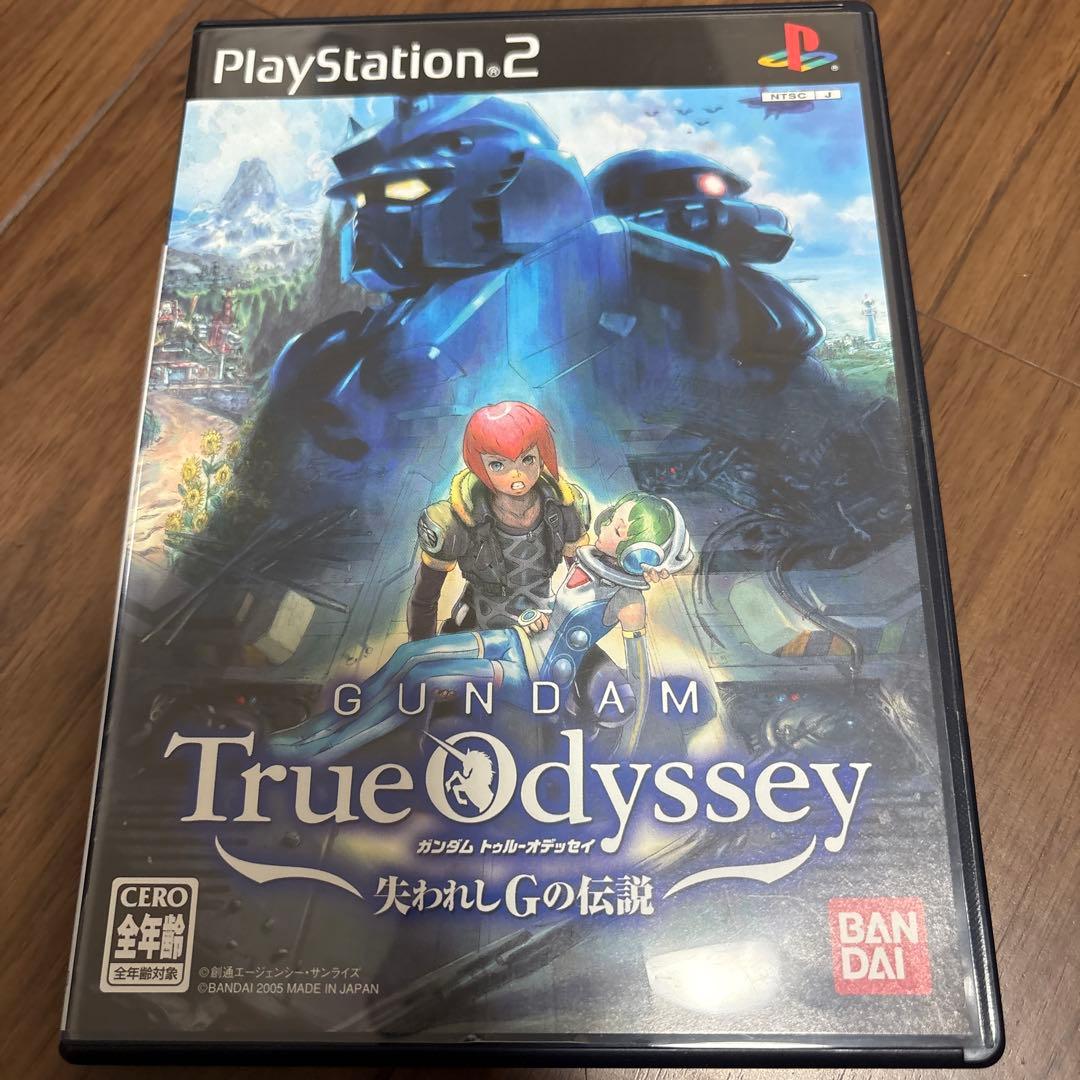 PlayStation®2
NTSC J
GUNDAM
True Odyssey
ガンダム トゥルーオデッセイ
失われしGの伝説
CERO
全年齢
全年齢対象
©創通エージェンシー・サンライズ
©BANDAI 2005 MADE IN JAPAN
BAN
DAI